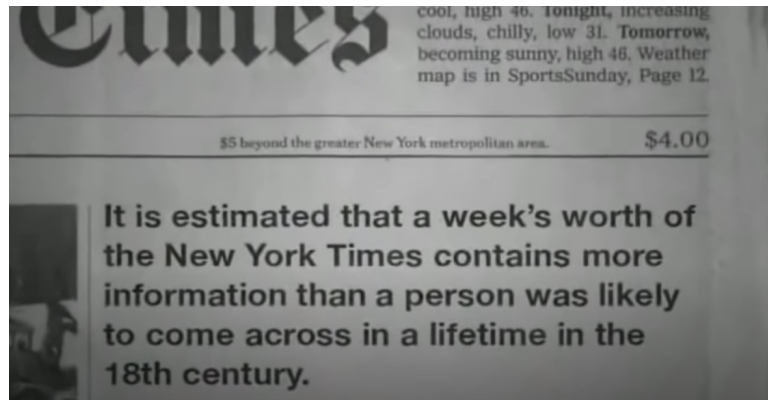 Times
cool, high 46. Tonight, increasing
clouds, chilly, low 31. Tomorrow,
becoming sunny, high 46. Weather
map is in SportsSunday, Page 12.
$5 beyond the greater New York metropolitan area.
$4.00
It is estimated that a week's worth of
the New York Times contains more
information than a person was likely
to come across in a lifetime in the
18th century.